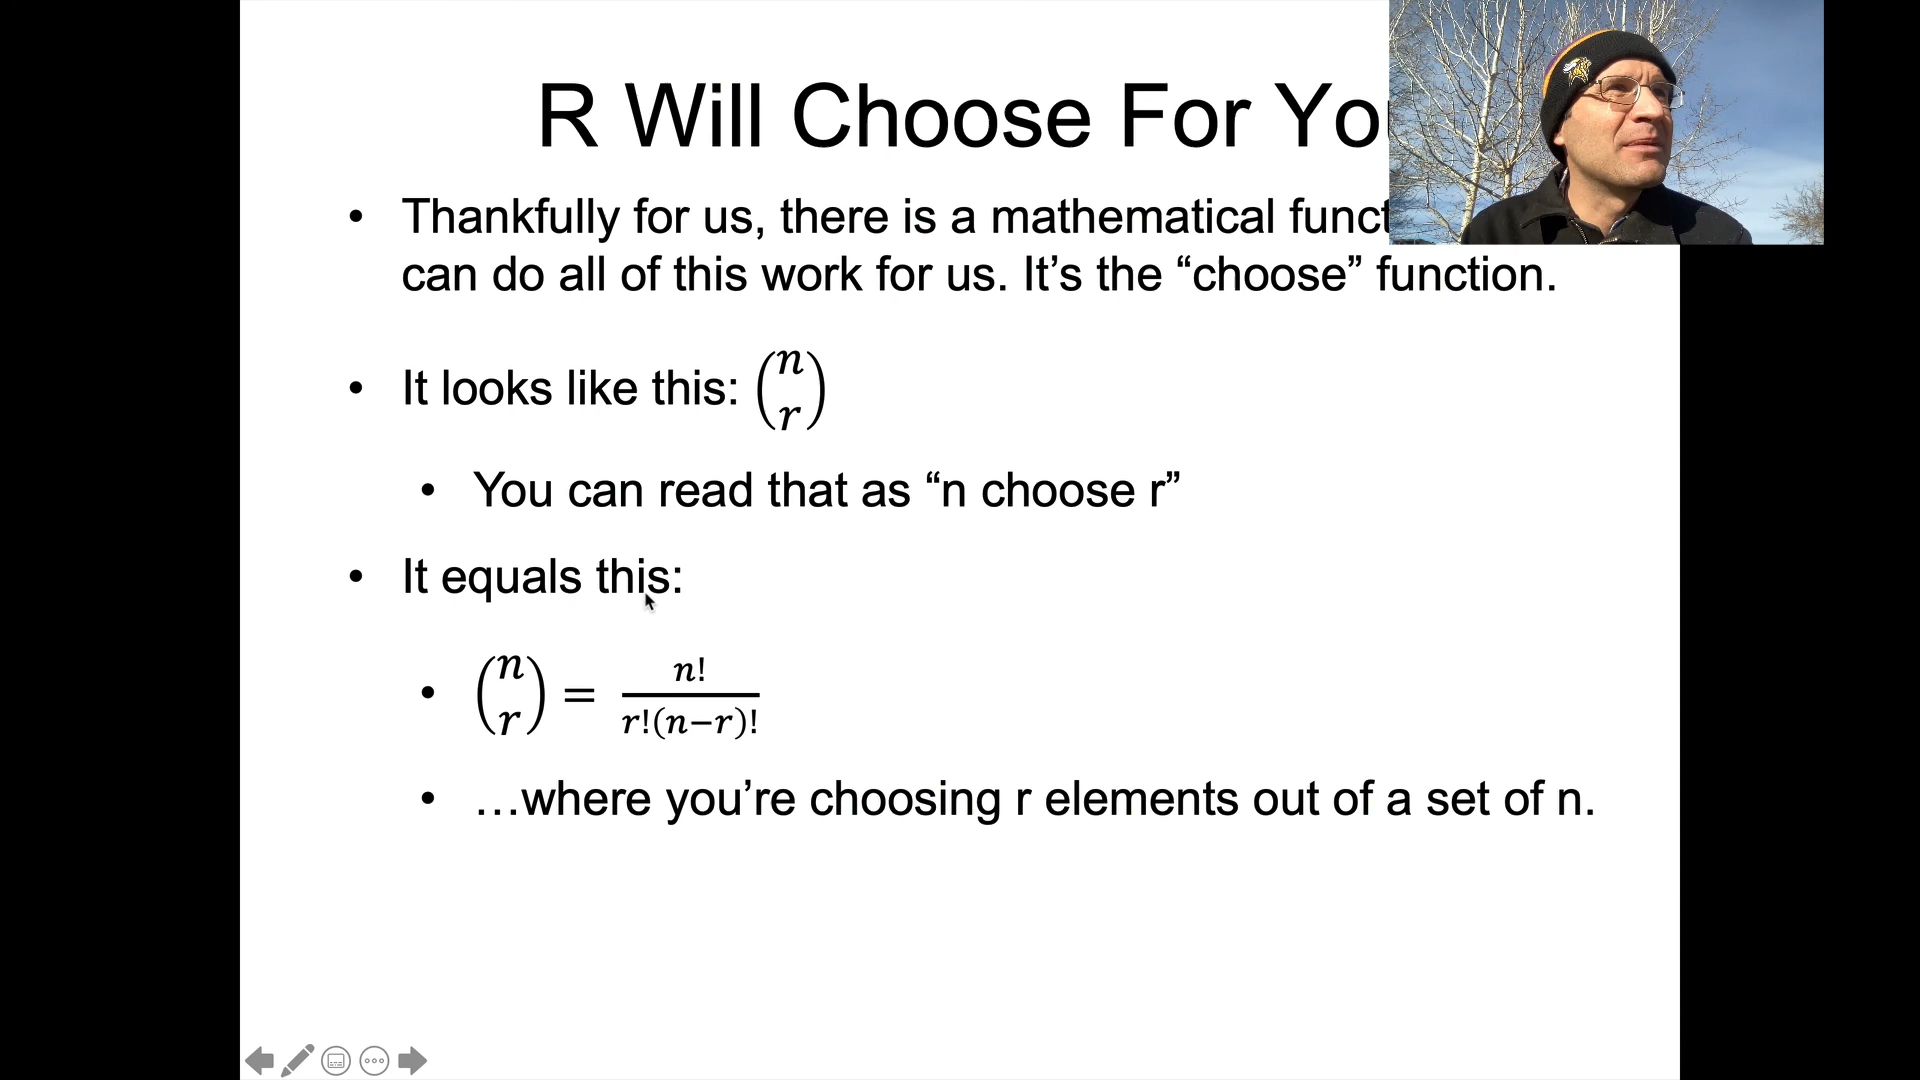 R Will Choose For
• Thankfully for us, there is a mathematical
can do all of this work for us. It’s the “choose” function.
• It looks like this: (n r)
• You can read that as “n choose r”
• It equals this:
• (n r) = n! / r!(n−r)!
• …where you’re choosing r elements out of a set of n.